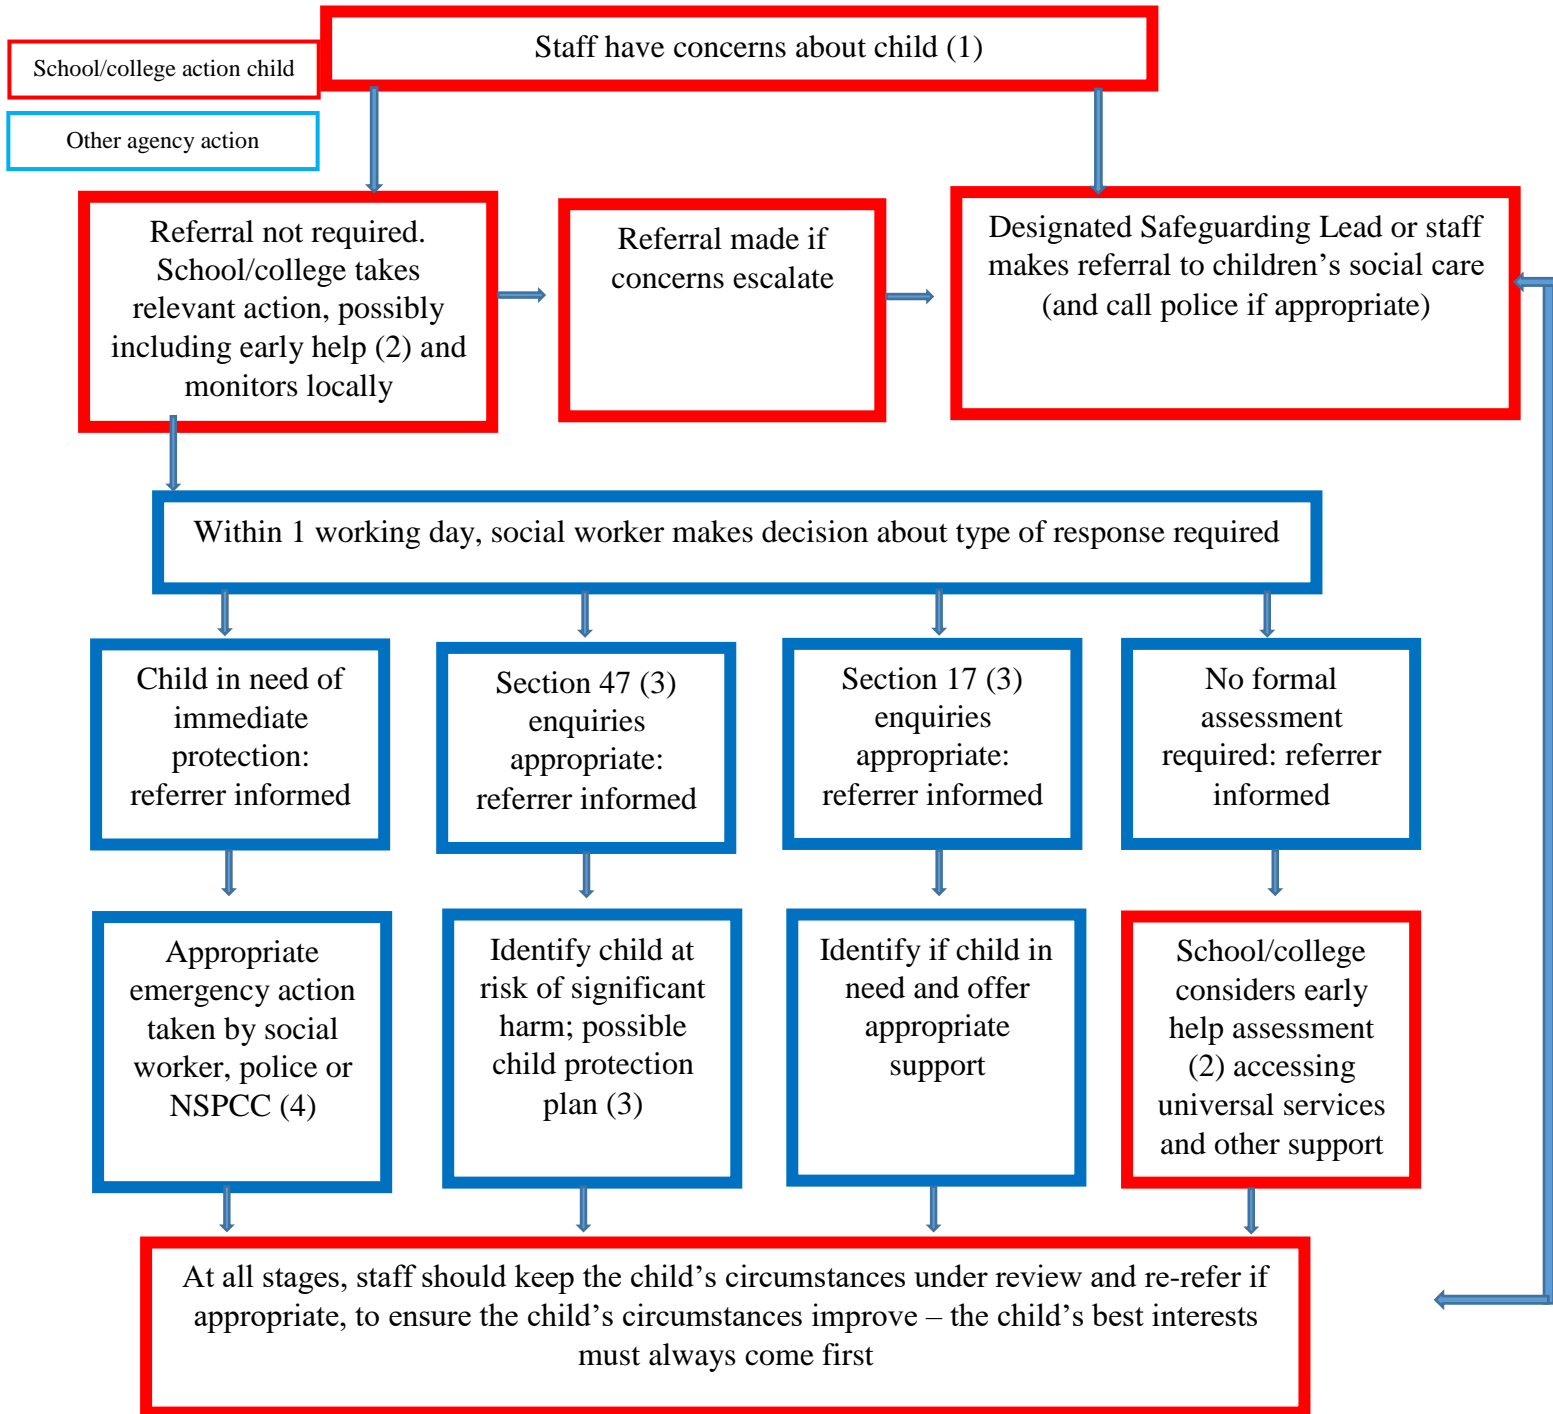 Staff have concerns about child (1)
School/college action child
Other agency action
Referral not required.
School/college takes
relevant action, possibly
including early help (2) and
monitors locally
Referral made if
concerns escalate
Designated Safeguarding Lead or staff
makes referral to children’s social care
(and call police if appropriate)
Within 1 working day, social worker makes decision about type of response required
Child in need of
immediate
protection:
referrer informed
Section 47 (3)
enquiries
appropriate:
referrer informed
Section 17 (3)
enquiries
appropriate:
referrer informed
No formal
assessment
required: referrer
informed
Appropriate
emergency action
taken by social
worker, police or
NSPCC (4)
Identify child at
risk of significant
harm; possible
child protection
plan (3)
Identify if child in
need and offer
appropriate
support
School/college
considers early
help assessment
(2) accessing
universal services
and other support
At all stages, staff should keep the child’s circumstances under review and re-refer if
appropriate, to ensure the child’s circumstances improve – the child’s best interests
must always come first